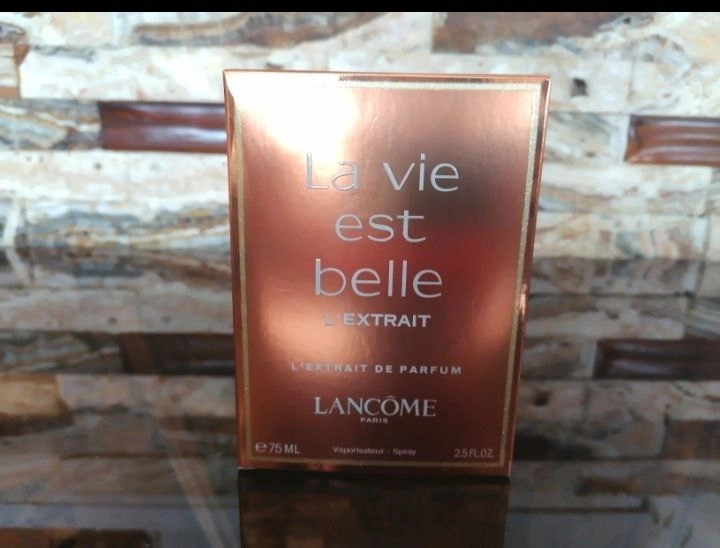 La vie
est
belle
L'EXTRAIT
L'EXTRAIT DE PARFUM
LANCÔME
PARIS
℮75 ML Vaporisateur - Spray 2.5 FL.OZ.